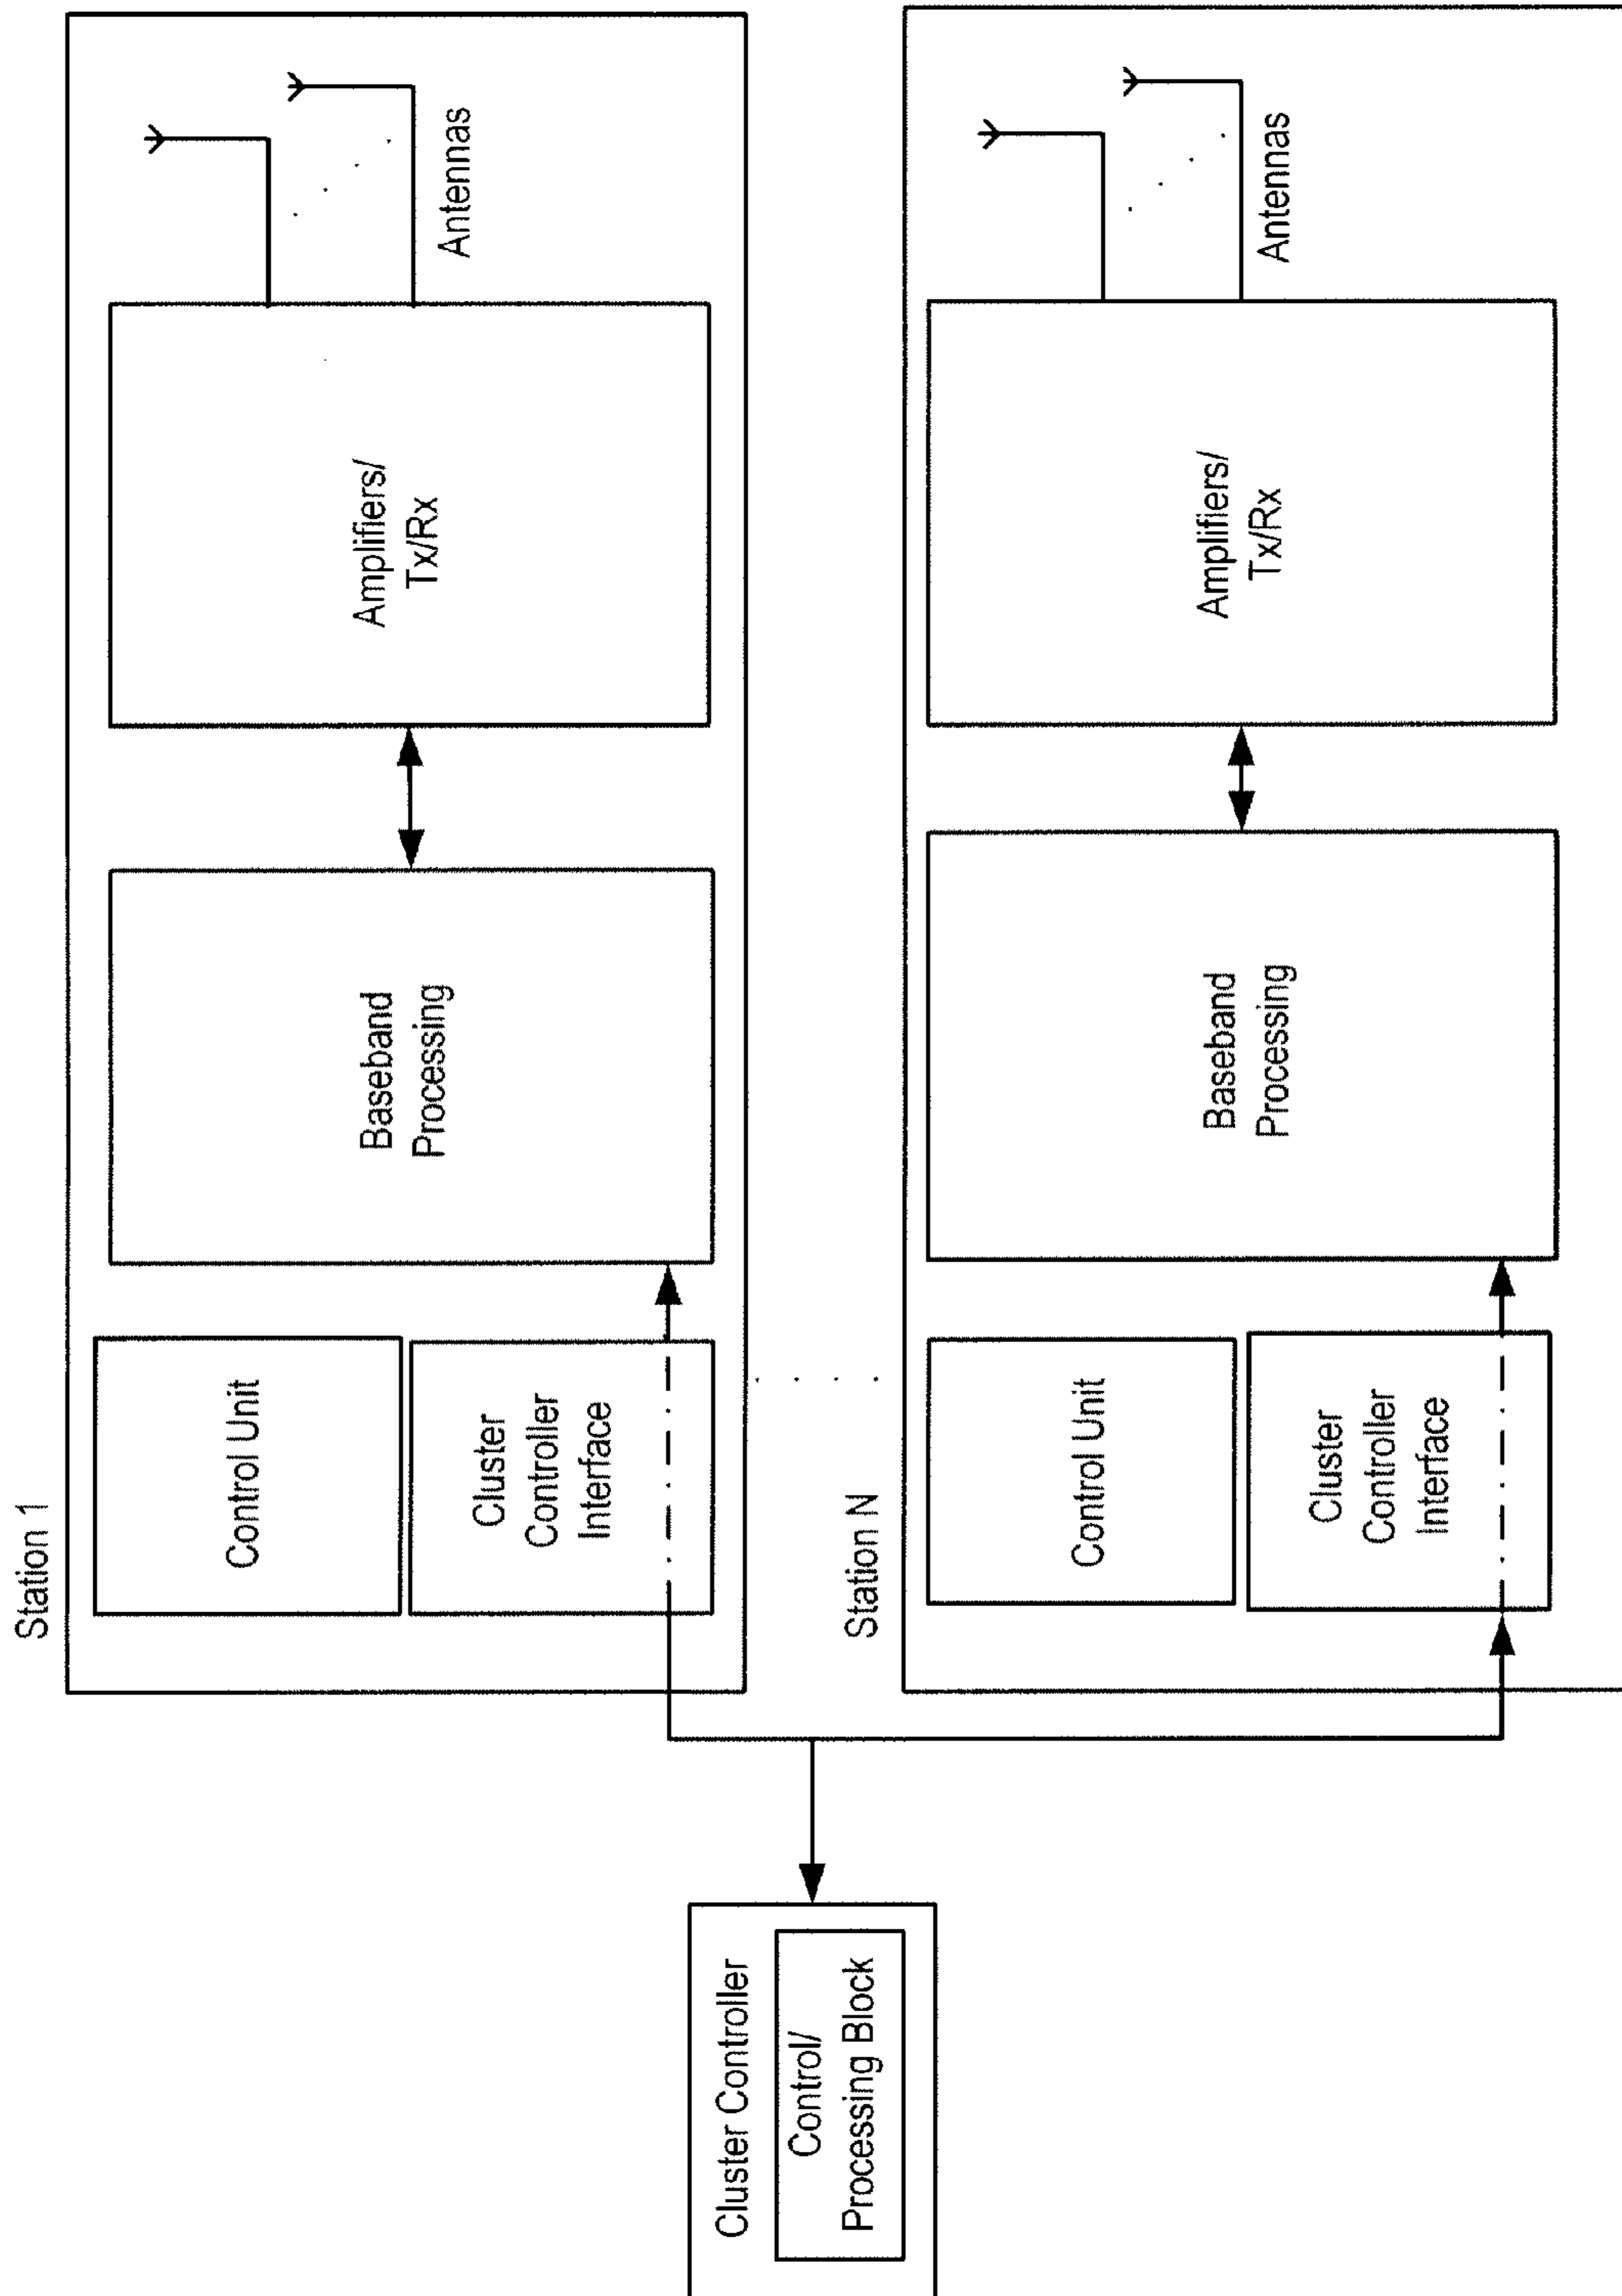 Station 1
Control Unit
Cluster
Controller
Interface
Baseband
Processing
Amplifiers/
Tx/Rx
Antennas
Station N
Control Unit
Cluster
Controller
Interface
Baseband
Processing
Amplifiers/
Tx/Rx
Antennas
Cluster Controller
Control/
Processing Block